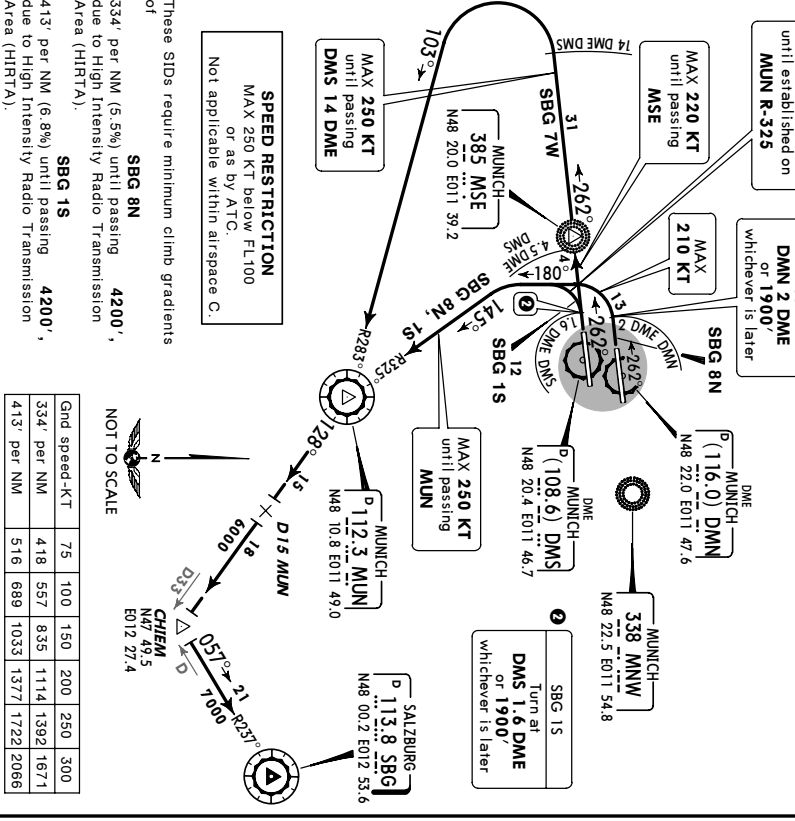 until established on
MUN R-325
DMN 2 DME
or 1900'
whichever is later
MAX
210 KT
MAX 220 KT
until passing
MSE
SBG 8N
13
2 DME DMN
262°
262°
1.6 DME DMS
SBG 1S
12
2
4°
4.5 DME
DMS
180°
262°
SBG 7W
31
14 DME DMS
MAX 250 KT
until passing
DMS 14 DME
103°
R283°
SBG 8N, 1S
145°
R325°
MUNICH
385 MSE
N48 20.0 E011 39.2
DME
MUNICH
D (116.0) DMN
N48 22.0 E011 47.6
DME
MUNICH
D (108.6) DMS
N48 20.4 E011 46.7
MUNICH
338 MNW
N48 22.5 E011 54.8
2
SBG 1S
Turn at
DMS 1.6 DME
or 1900'
whichever is later
MAX 250 KT
until passing
MUN
MUNICH
D 112.3 MUN
N48 10.8 E011 49.0
128°
15
D15 MUN
18
6000
D33
CHIEM
N47 49.5
E012 27.4
057°
21
7000
D
R237°
SALZBURG
D 113.8 SBG
N48 00.2 E012 53.6
SPEED RESTRICTION
MAX 250 KT below FL100
or as by ATC.
Not applicable within airspace C.
N
NOT TO SCALE
These SIDs require minimum climb gradients
of
SBG 8N
334' per NM (5.5%) until passing 4200',
due to High Intensity Radio Transmission
Area (HIRTA).
SBG 1S
413' per NM (6.8%) until passing 4200',
due to High Intensity Radio Transmission
Area (HIRTA).
Gnd speed-KT 75 100 150 200 250 300
334' per NM 418 557 835 1114 1392 1671
413' per NM 516 689 1033 1377 1722 2066